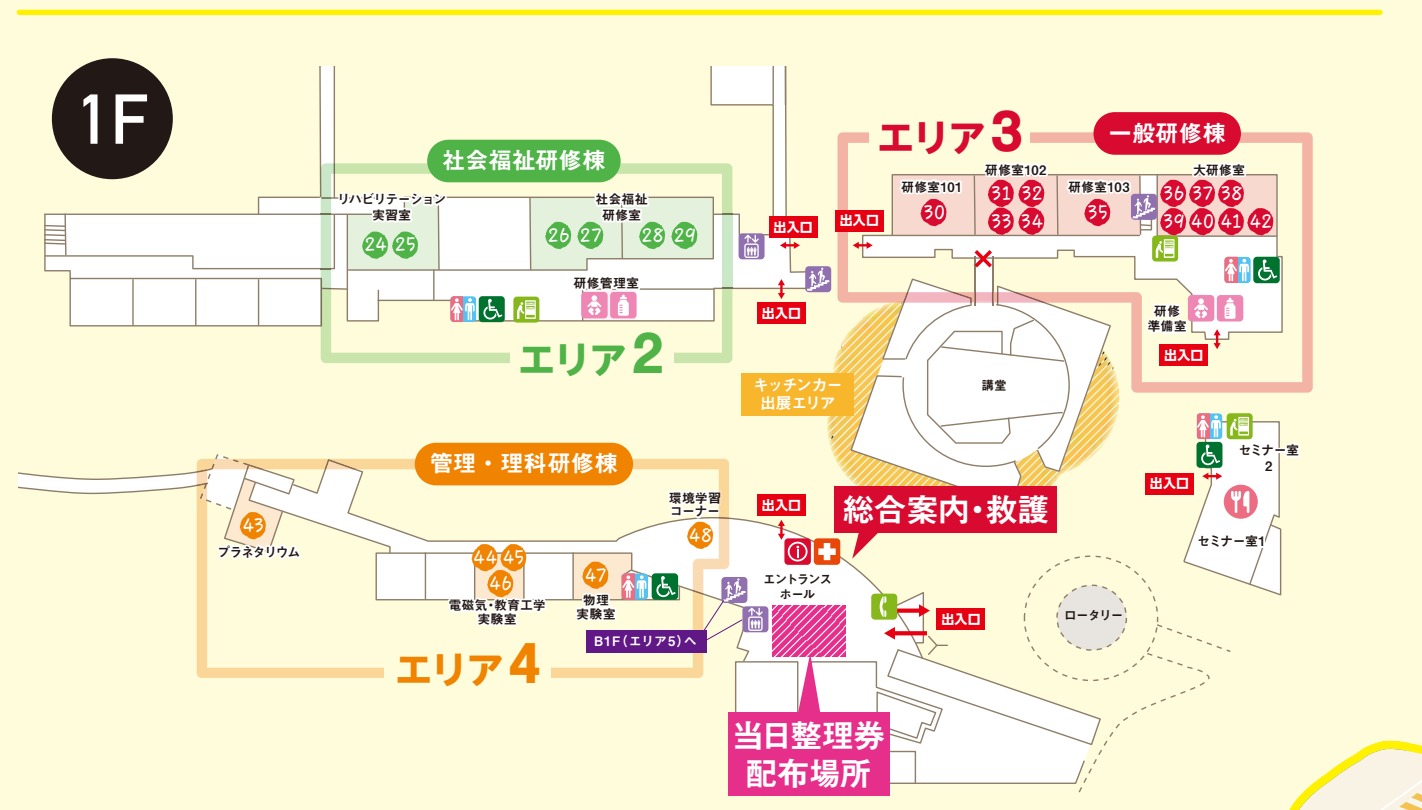 1F
エリア3
一般研修棟
社会福祉研修棟
研修室102
大研修室
リハビリテーション
実習室
社会福祉
研修室
研修室101
研修室103
31 32
36 37 38
30
35
33 34
39 40 41 42
24 25
26 27
28 29
出入口
出入口
研修管理室
出入口
研修
準備室
エリア2
出入口
キッチンカー
出展エリア
講堂
管理・理科研修棟
セミナー室
2
出入口
環境学習
コーナー
出入口
総合案内・救護
43
48
プラネタリウム
セミナー室1
44 45
46
47
エントランス
ホール
電磁気・教育工学
実験室
物理
実験室
出入口
ロータリー
B1F(エリア5)へ
エリア4
当日整理券
配布場所